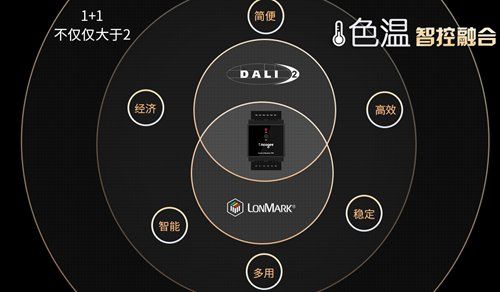 1+1
不仅仅大于2
色温 智控融合
简便
DALI 2
经济
高效
LONMARK®
智能
稳定
多用